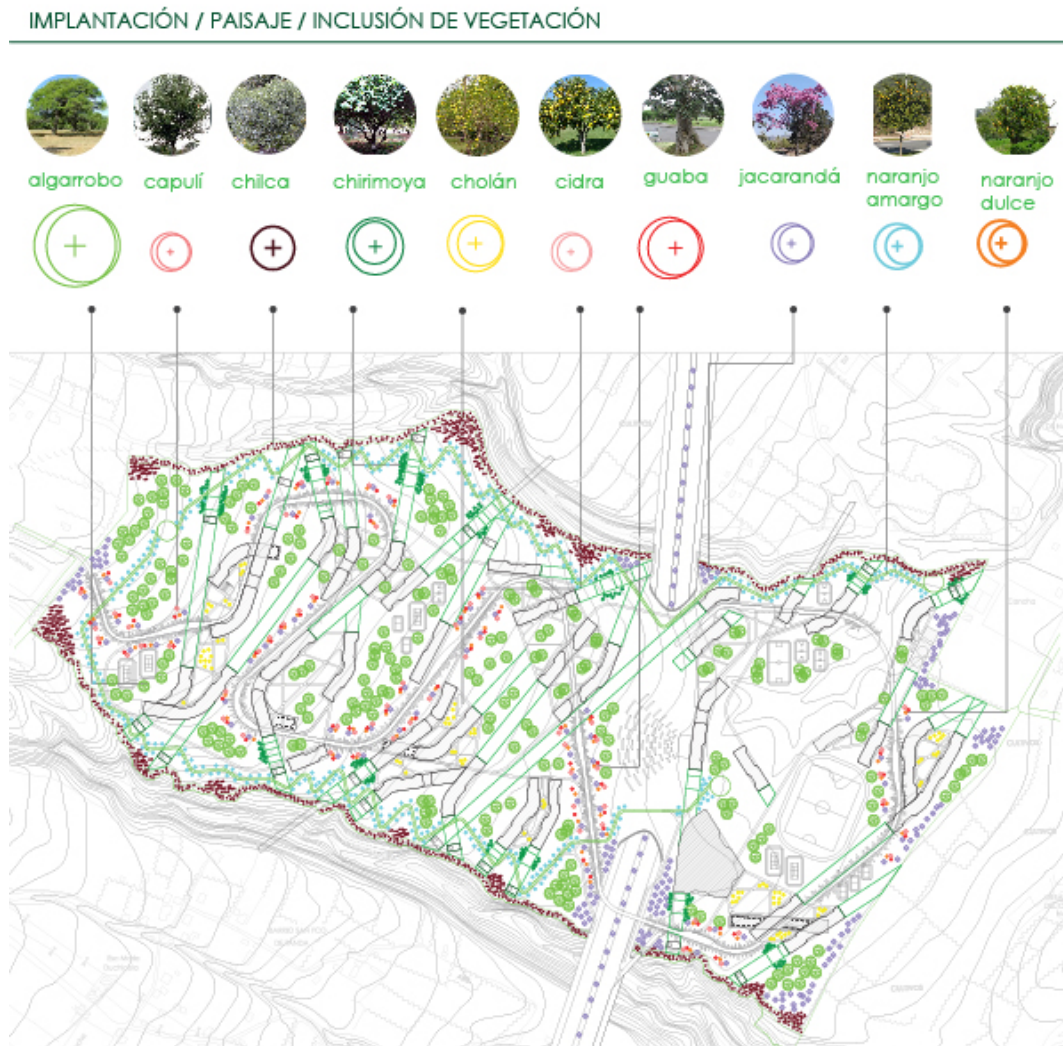 IMPLANTACIÓN / PAISAJE / INCLUSIÓN DE VEGETACIÓN
algarrobo
capulí
chilca
chirimoya
cholán
cidra
guaba
jacarandá
naranjo
amargo
naranjo
dulce